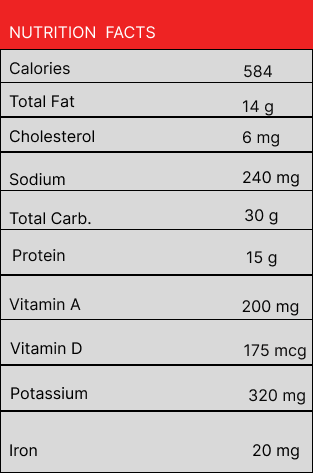 NUTRITION FACTS
Calories 584
Total Fat 14 g
Cholesterol 6 mg
Sodium 240 mg
Total Carb. 30 g
Protein 15 g
Vitamin A 200 mg
Vitamin D 175 mcg
Potassium 320 mg
Iron 20 mg